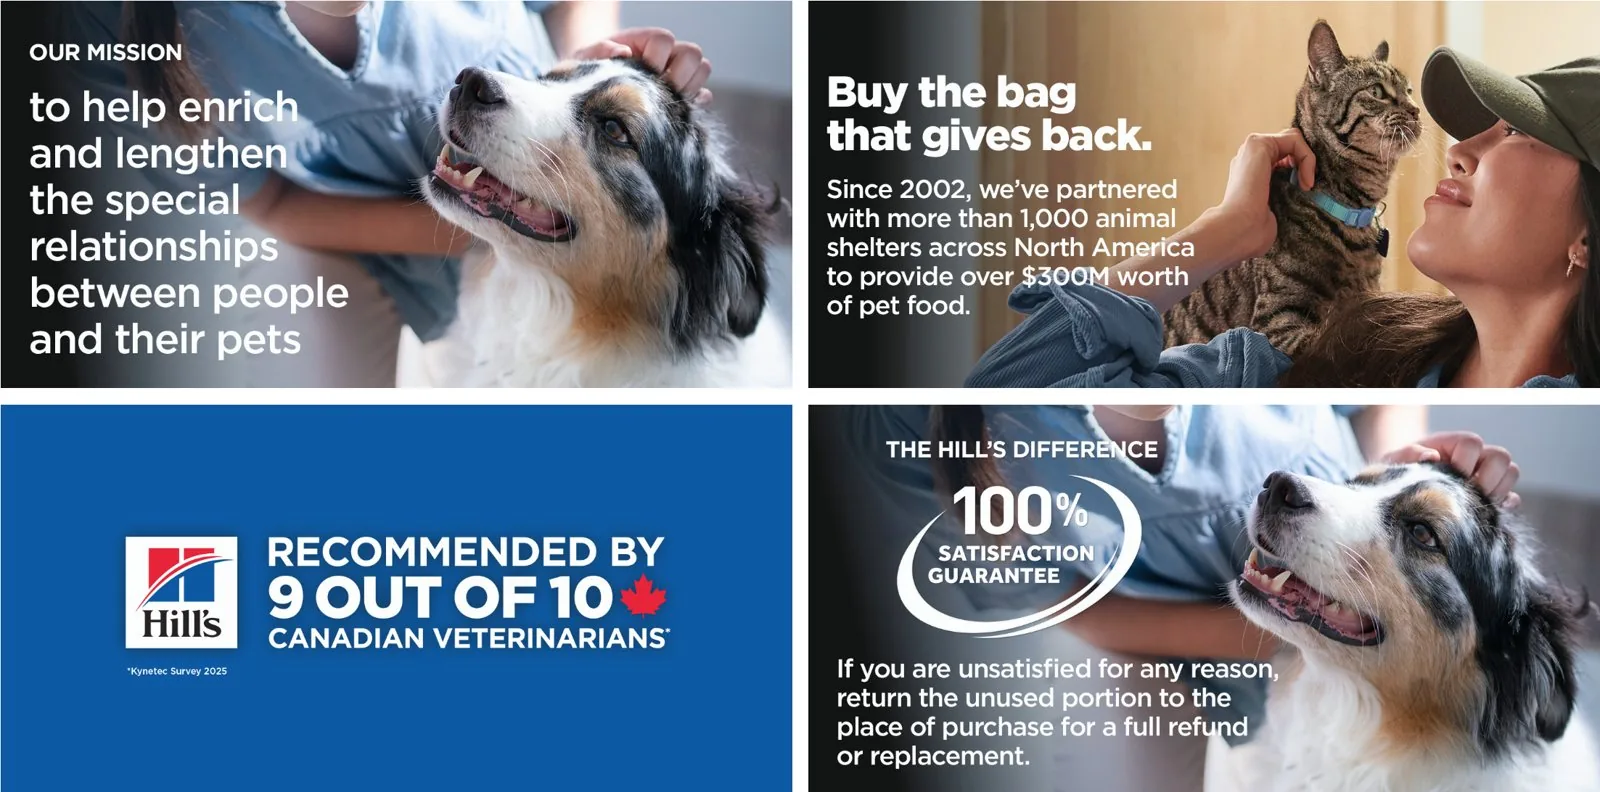 OUR MISSION
to help enrich
and lengthen
the special
relationships
between people
and their pets
Buy the bag
that gives back.
Since 2002, we've partnered
with more than 1,000 animal
shelters across North America
to provide over $300M worth
of pet food.
Hill's
RECOMMENDED BY
9 OUT OF 10
CANADIAN VETERINARIANS*
*Kynetec Survey 2025
THE HILL'S DIFFERENCE
100%
SATISFACTION
GUARANTEE
If you are unsatisfied for any reason,
return the unused portion to the
place of purchase for a full refund
or replacement.